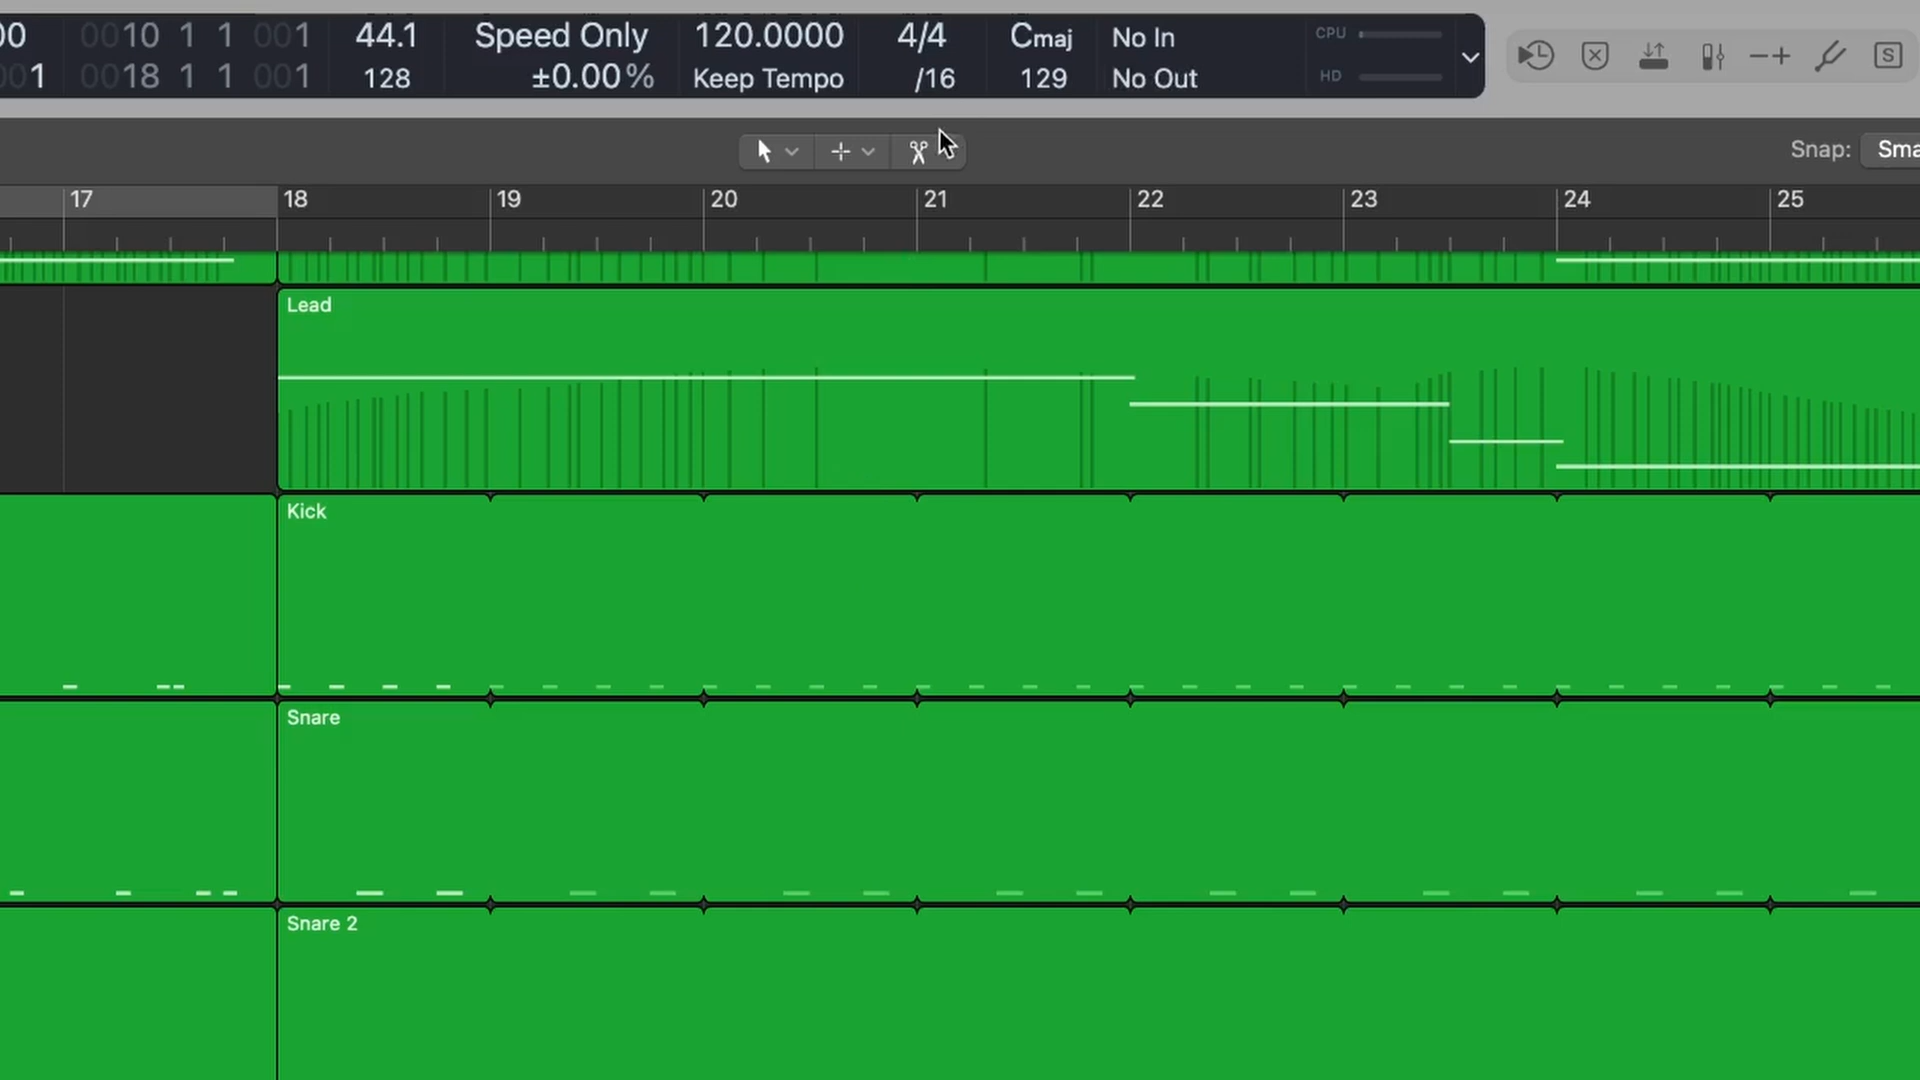 00 0010 1 1 001 44.1 Speed Only 120.0000 4/4 Cmaj No In CPU
001 0018 1 1 001 128 ±0.00% Keep Tempo /16 129 No Out HD
S
Snap: Sma
17 18 19 20 21 22 23 24 25
Lead
Kick
Snare
Snare 2